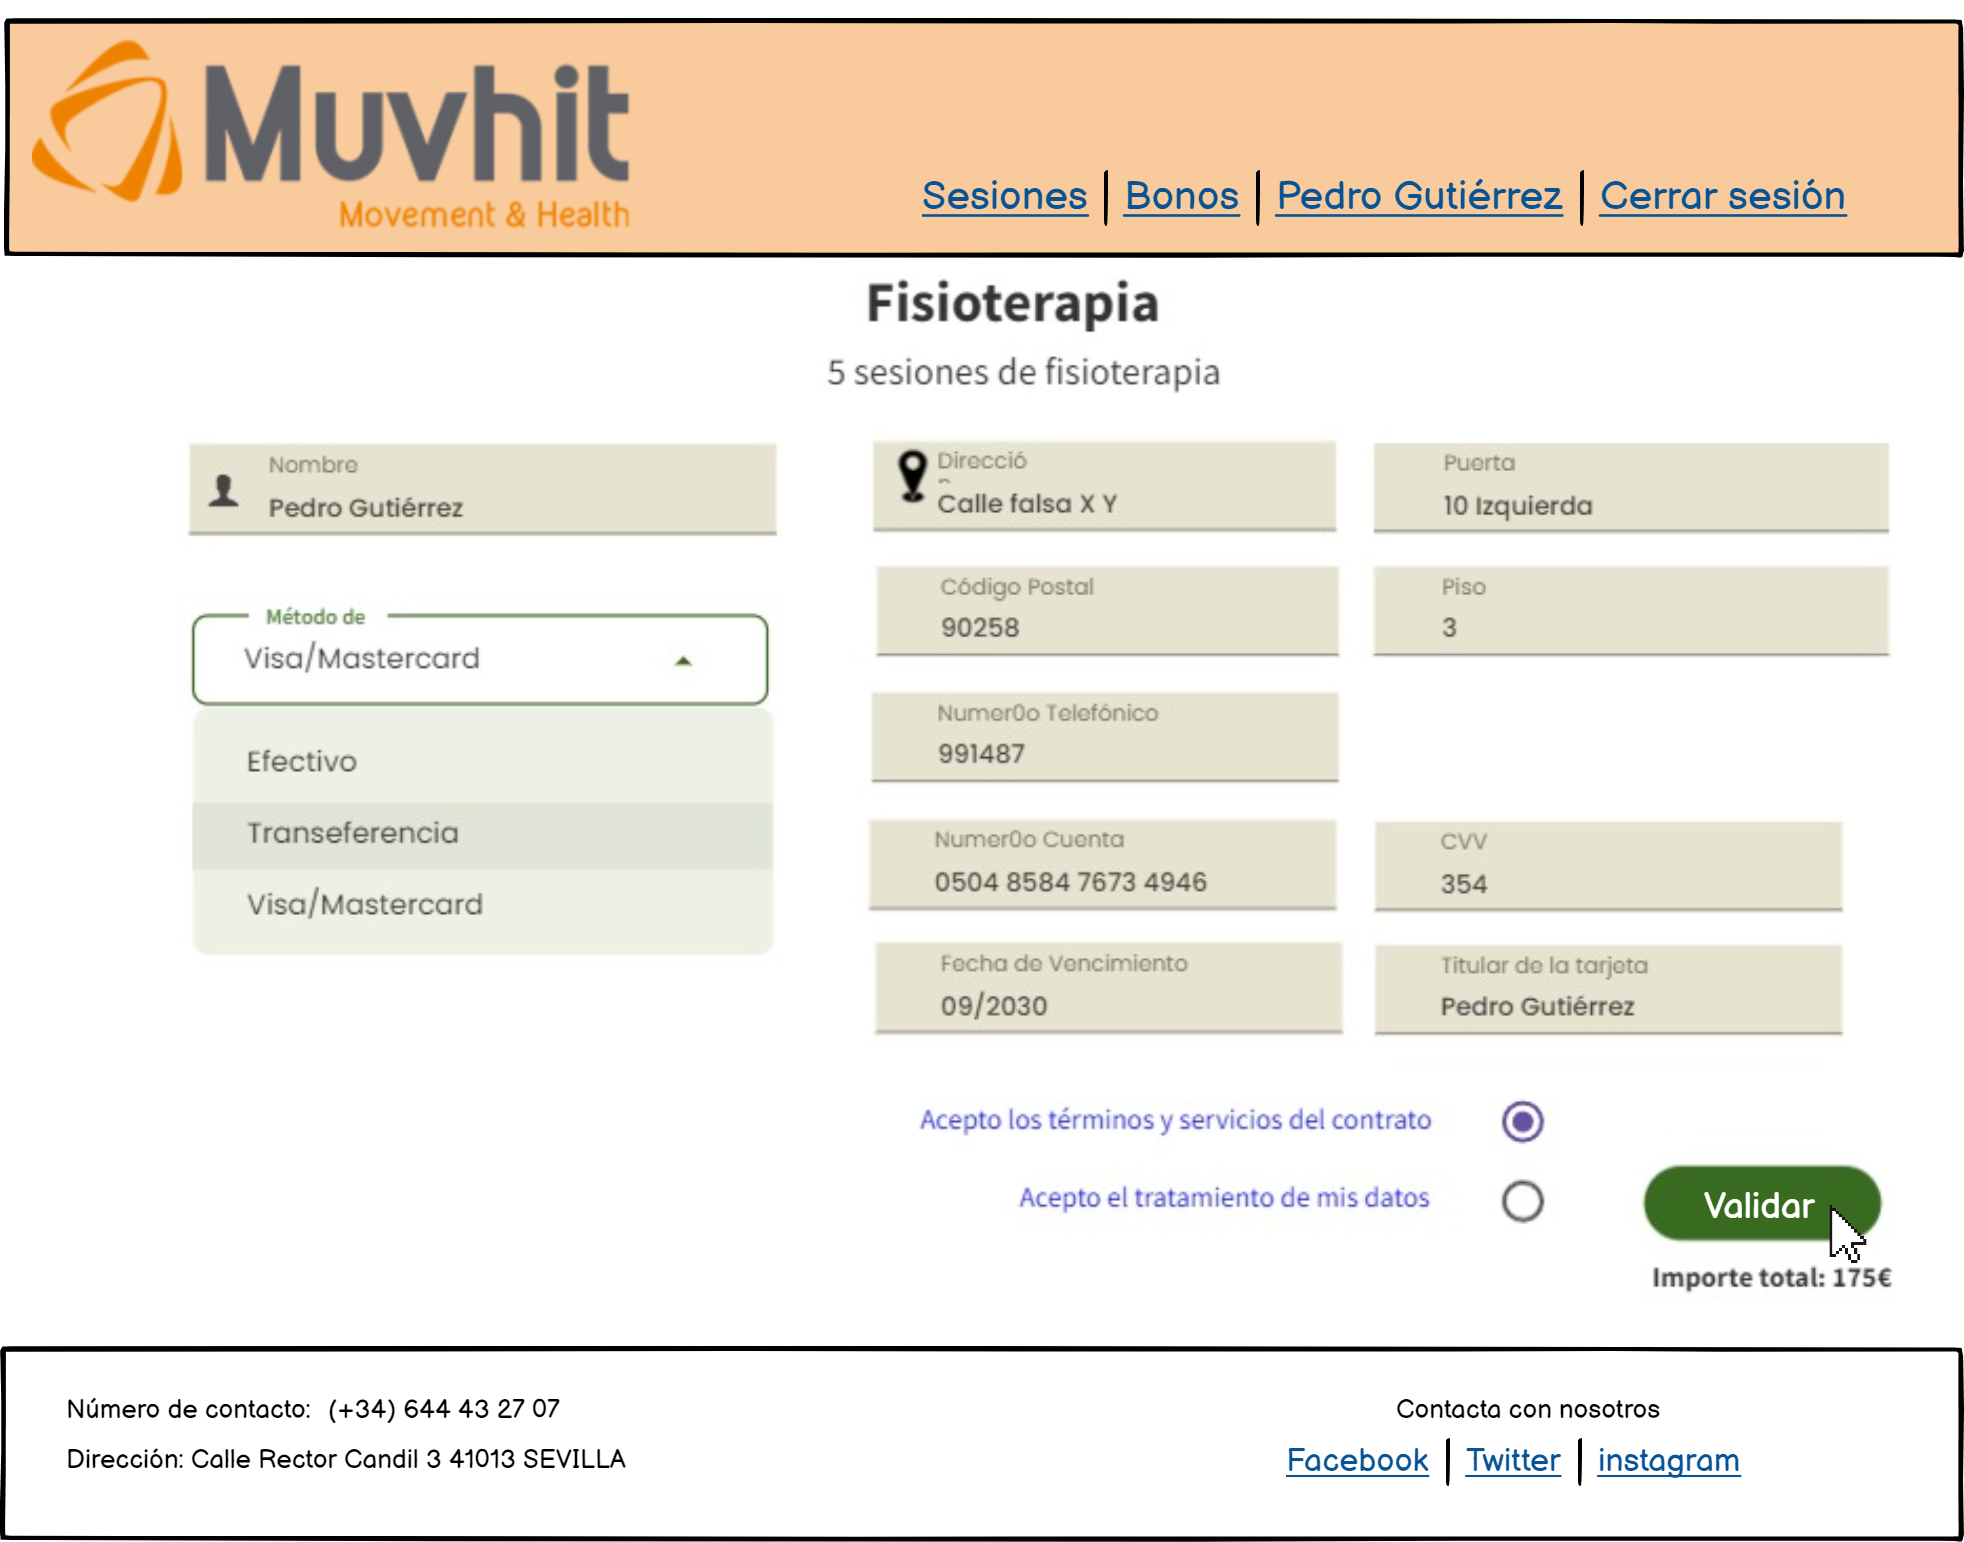 Muvhit
Movement & Health
Sesiones | Bonos | Pedro Gutiérrez | Cerrar sesión
Fisioterapia
5 sesiones de fisioterapia
Nombre
Pedro Gutiérrez
Método de
Visa/Mastercard
Efectivo
Transeferencia
Visa/Mastercard
Direcció
Calle falsa X Y
Puerta
10 Izquierda
Código Postal
90258
Piso
3
Numer0o Telefónico
991487
Numer0o Cuenta
0504 8584 7673 4946
CVV
354
Fecha de Vencimiento
09/2030
Titular de la tarjeta
Pedro Gutiérrez
Acepto los términos y servicios del contrato
Acepto el tratamiento de mis datos
Validar
Importe total: 175€
Número de contacto: (+34) 644 43 27 07
Dirección: Calle Rector Candil 3 41013 SEVILLA
Contacta con nosotros
Facebook | Twitter | instagram